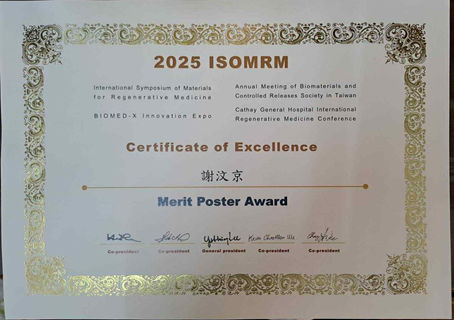 2025 ISOMRM
International Symposium of Materials
for Regenerative Medicine
BIOMED-X Innovation Expo
Annual Meeting of Biomaterials and
Controlled Releases Society in Taiwan
Cathay General Hospital International
Regenerative Medicine Conference
Certificate of Excellence
謝汶京
Merit Poster Award
Co-president
Co-president
General president
Co-president
Co-president